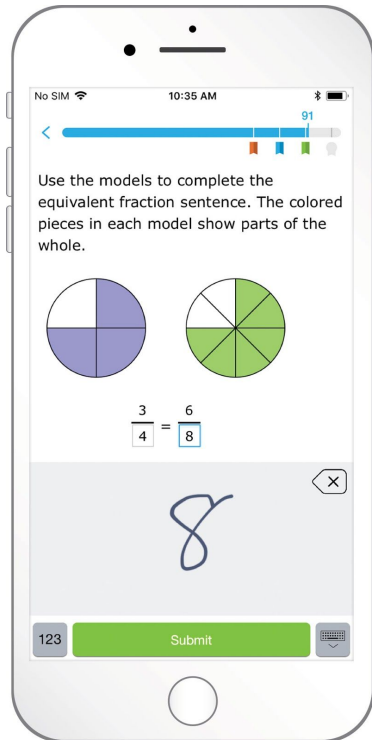 No SIM 10:35 AM
91
Use the models to complete the
equivalent fraction sentence. The colored
pieces in each model show parts of the
whole.
3/4 = 6/8
8
123 Submit